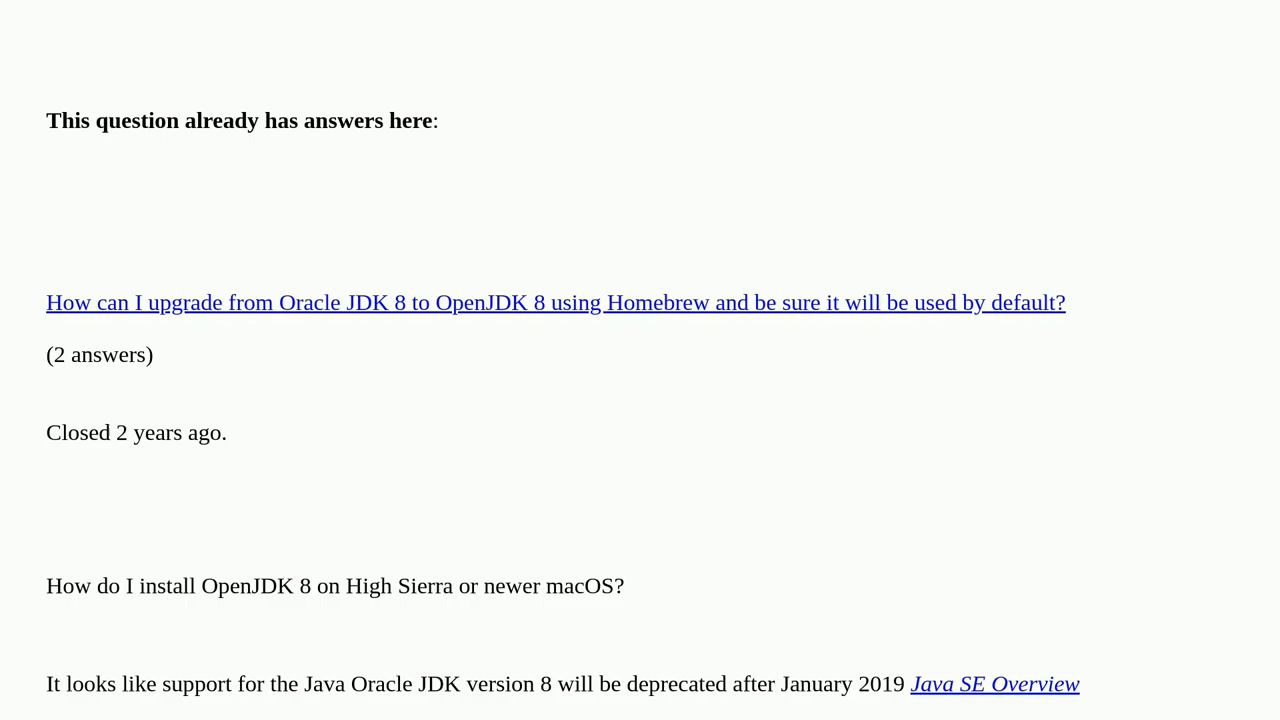 This question already has answers here:
How can I upgrade from Oracle JDK 8 to OpenJDK 8 using Homebrew and be sure it will be used by default?
(2 answers)
Closed 2 years ago.
How do I install OpenJDK 8 on High Sierra or newer macOS?
It looks like support for the Java Oracle JDK version 8 will be deprecated after January 2019 Java SE Overview